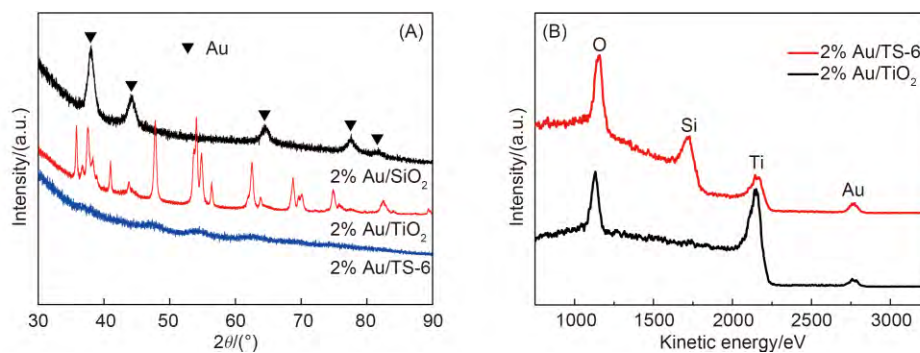 (A)
▼ Au
2% Au/SiO₂
2% Au/TiO₂
2% Au/TS-6
Intensity/(a.u.)
30 40 50 60 70 80 90
2θ/(°)
(B)
O
2% Au/TS-6
2% Au/TiO₂
Si
Ti
Au
Intensity/(a.u.)
1000 1500 2000 2500 3000
Kinetic energy/eV